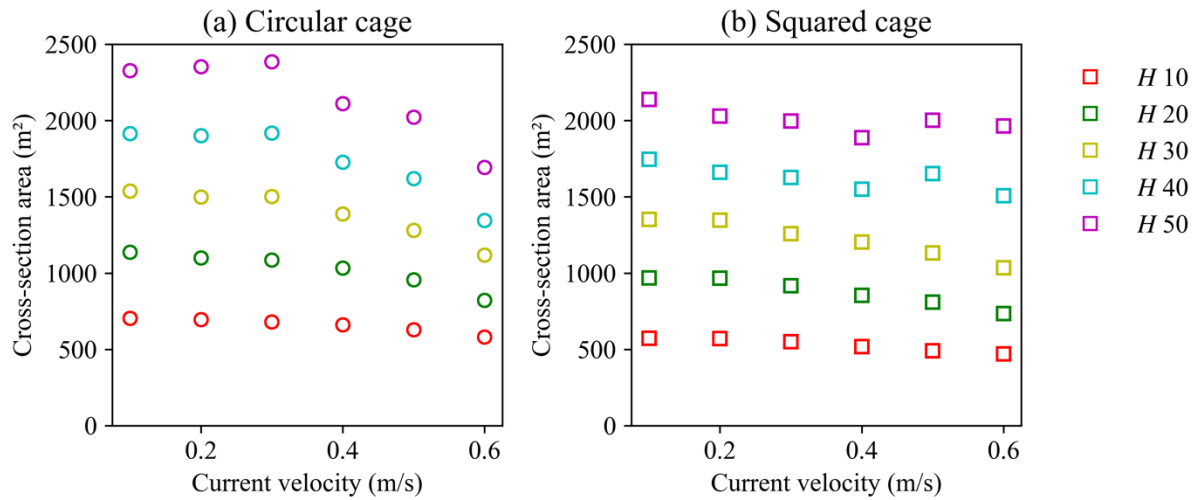 (a) Circular cage
2500
2000
1500
1000
500
0
Cross-section area (m²)
0.2
0.4
0.6
Current velocity (m/s)
(b) Squared cage
2500
2000
1500
1000
500
0
Cross-section area (m²)
0.2
0.4
0.6
Current velocity (m/s)
H 10
H 20
H 30
H 40
H 50